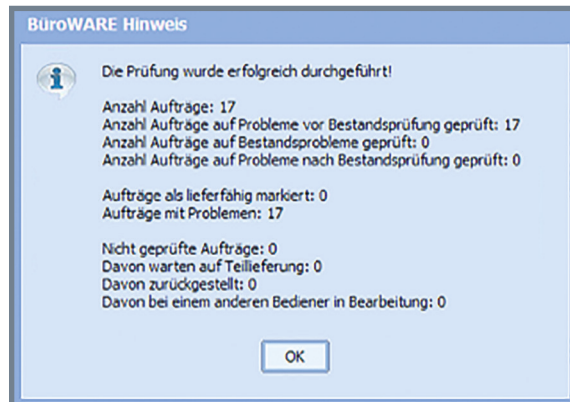 BüroWARE Hinweis
Die Prüfung wurde erfolgreich durchgeführt!
Anzahl Aufträge: 17
Anzahl Aufträge auf Probleme vor Bestandsprüfung geprüft: 17
Anzahl Aufträge auf Bestandsprobleme geprüft: 0
Anzahl Aufträge auf Probleme nach Bestandsprüfung geprüft: 0
Aufträge als lieferfähig markiert: 0
Aufträge mit Problemen: 17
Nicht geprüfte Aufträge: 0
Davon warten auf Teillieferung: 0
Davon zurückgestellt: 0
Davon bei einem anderen Bediener in Bearbeitung: 0
OK